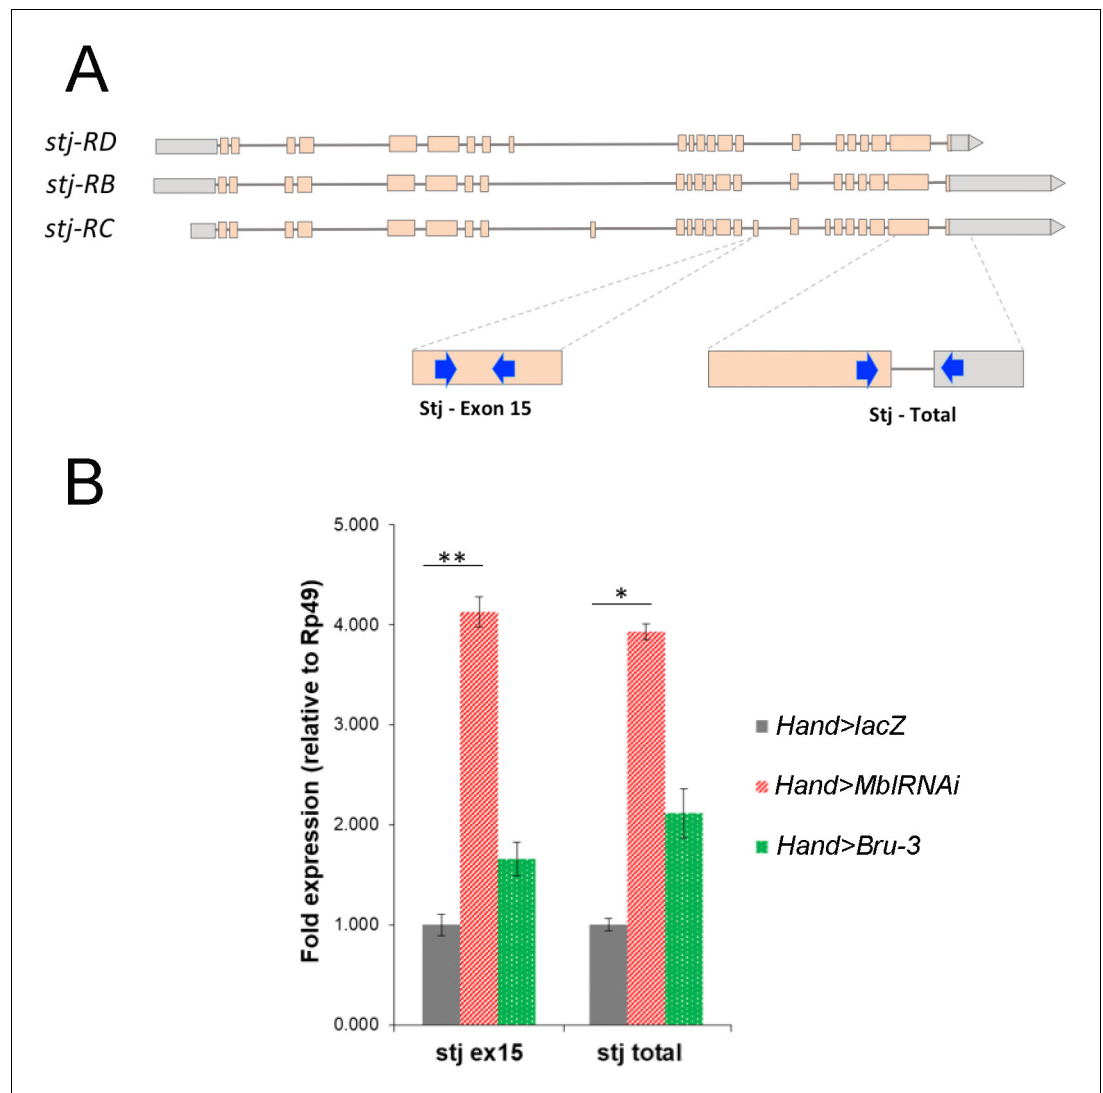 A
stj-RD
stj-RB
stj-RC
Stj - Exon 15
Stj - Total
B
Fold expression (relative to Rp49)
5.000
4.000
3.000
2.000
1.000
0.000
**
*
stj ex15
stj total
Hand>lacZ
Hand>MblRNAi
Hand>Bru-3